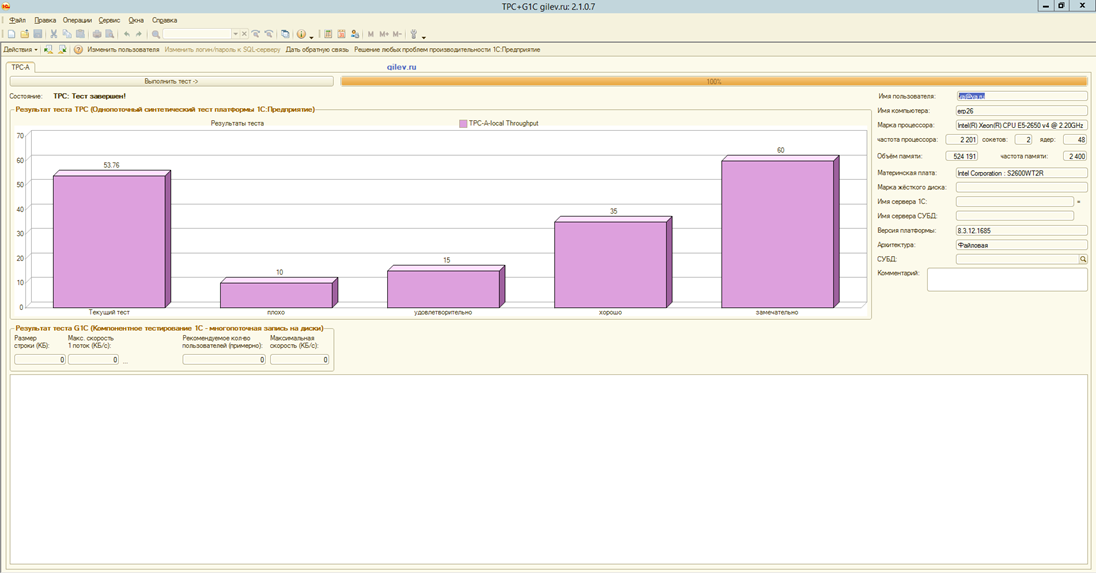 TPC+G1C gilev.ru: 2.1.0.7
Файл Правка Операции Сервис Окна Справка
M M+ M-
Действия Изменить пользователя Изменить логин/пароль к SQL-серверу Дать обратную связь Решение любых проблем производительности 1С:Предприятие
TPC-A
gilev.ru
Выполнить тест ->
100%
Состояние: TPC: Тест завершен!
Результат теста TPC (Однопоточный синтетический тест платформы 1С:Предприятие)
Результаты теста
TPC-A-local Throughput
70
60
50
40
30
20
10
0
53.76
10
15
35
60
Текущий тест
плохо
удовлетворительно
хорошо
замечательно
Имя пользователя:
Имя компьютера: erp26
Марка процессора: Intel(R) Xeon(R) CPU E5-2650 v4 @ 2.20GHz
частота процессора: 2 201 сокетов: 2 ядер: 48
Объём памяти: 524 191 частота памяти: 2 400
Материнская плата: Intel Corporation : S2600WT2R
Марка жёсткого диска:
Имя сервера 1С:
Имя сервера СУБД:
Версия платформы: 8.3.12.1685
Архитектура: Файловая
СУБД:
Комментарий:
Результат теста G1C (Компонентное тестирование 1С - многопоточная запись на диски)
Размер строки (КБ): 0
Макс. скорость 1 поток (КБ/с): 0 ...
Рекомендуемое кол-во пользователей (примерно): 0
Максимальная скорость (КБ/с): 0